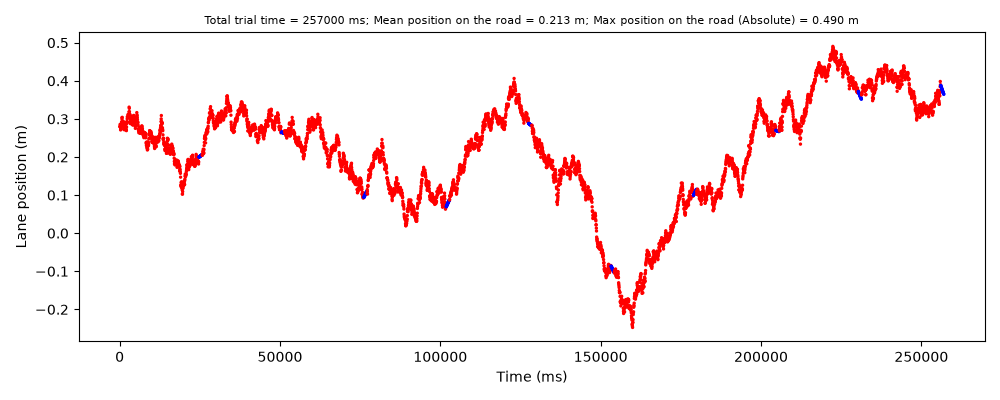 Total trial time = 257000 ms; Mean position on the road = 0.213 m; Max position on the road (Absolute) = 0.490 m
0.5
0.4
0.3
0.2
0.1
0.0
−0.1
−0.2
Lane position (m)
0 50000 100000 150000 200000 250000
Time (ms)